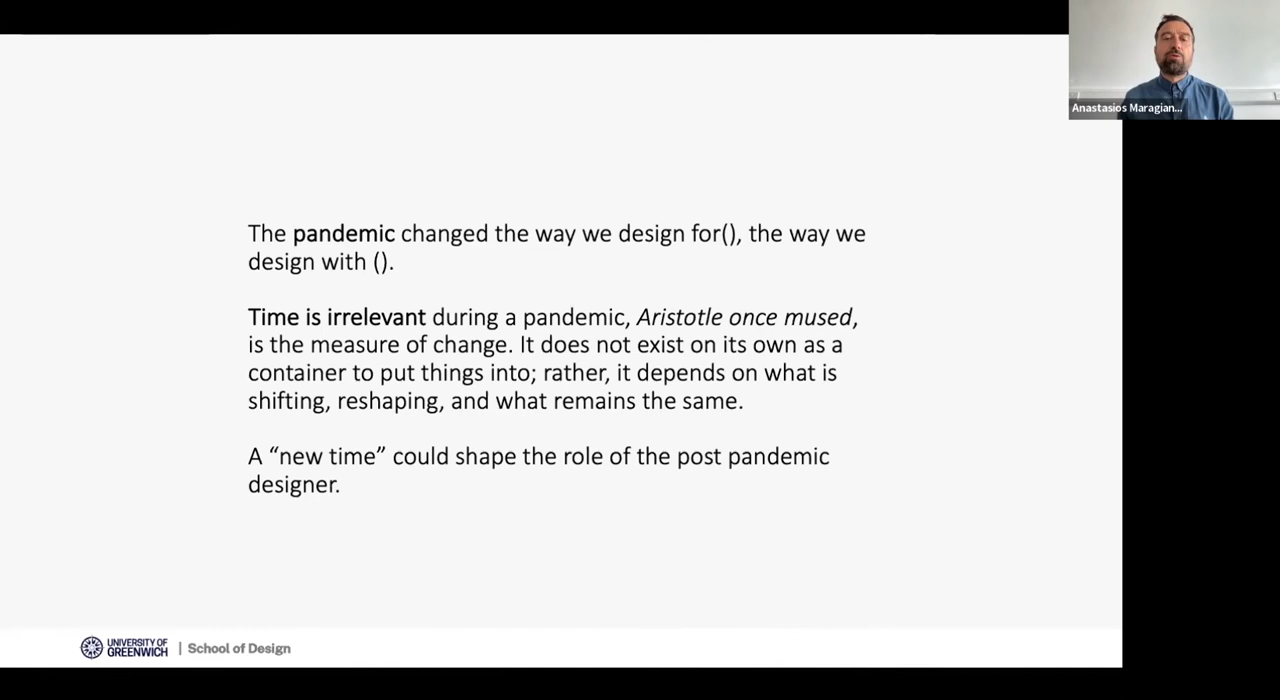 Anastasios Maragian...
The pandemic changed the way we design for(), the way we
design with ().
Time is irrelevant during a pandemic, Aristotle once mused,
is the measure of change. It does not exist on its own as a
container to put things into; rather, it depends on what is
shifting, reshaping, and what remains the same.
A “new time” could shape the role of the post pandemic
designer.
UNIVERSITY OF
GREENWICH | School of Design